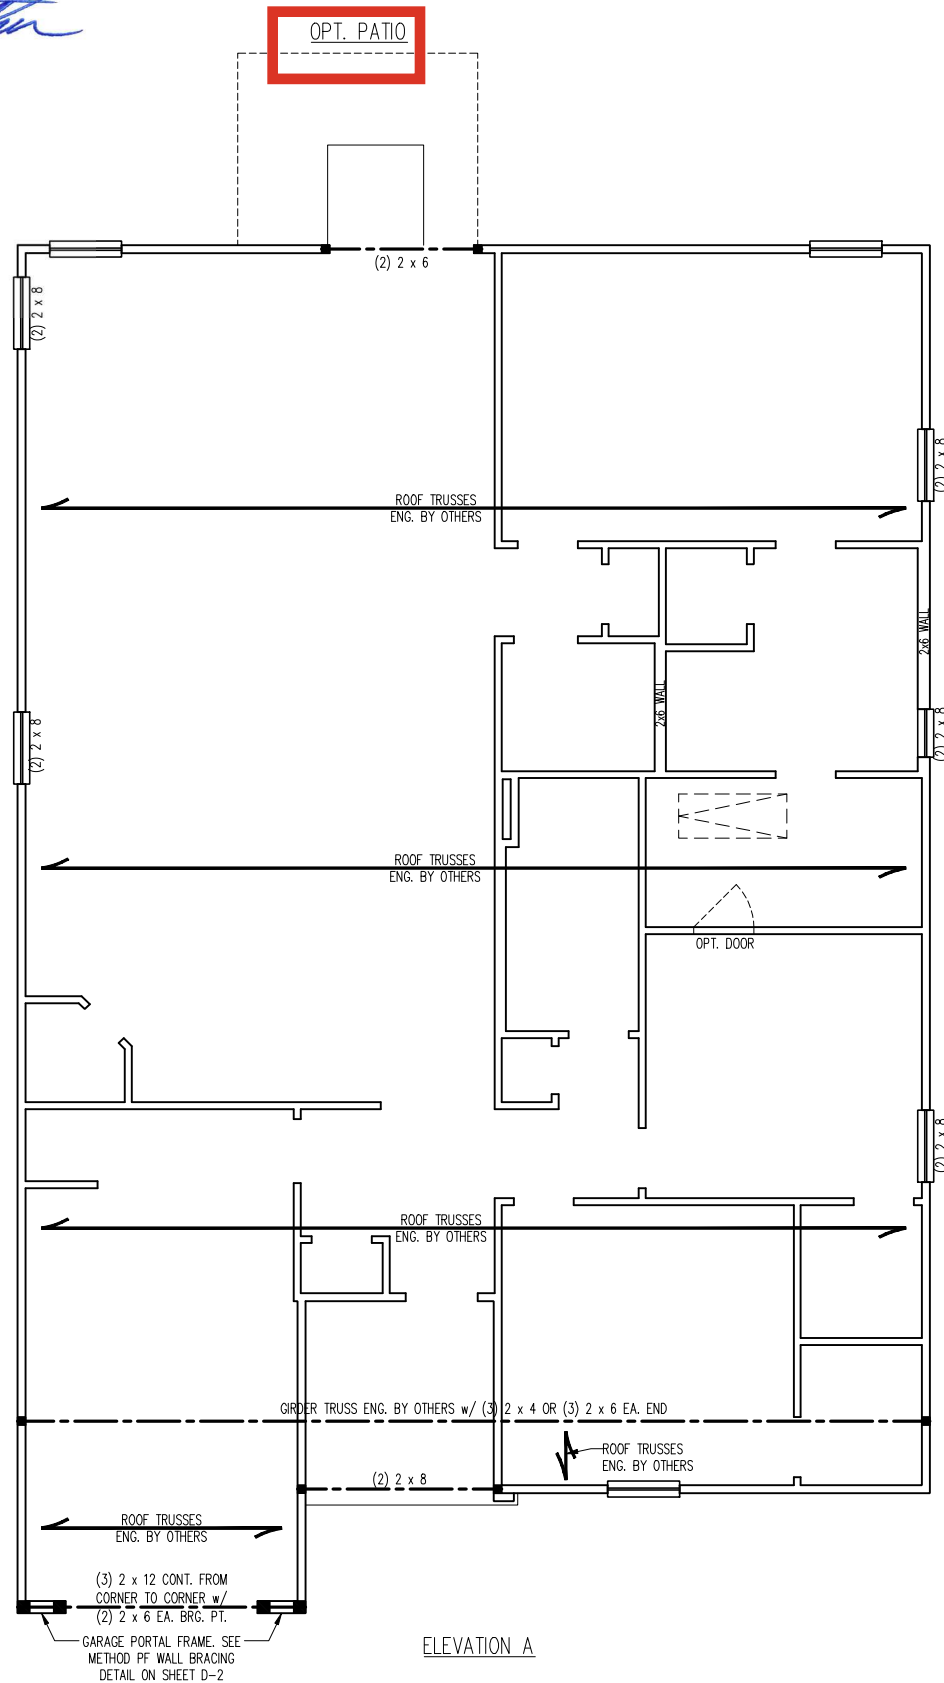 OPT. PATIO
(2) 2 x 6
(2) 2 x 8
(2) 2 x 8
ROOF TRUSSES
ENG. BY OTHERS
2x6 WALL
2x6 WALL
(2) 2 x 8
(2) 2 x 8
ROOF TRUSSES
ENG. BY OTHERS
OPT. DOOR
(2) 2 x 8
ROOF TRUSSES
ENG. BY OTHERS
GIRDER TRUSS ENG. BY OTHERS w/ (3) 2 x 4 OR (3) 2 x 6 EA. END
ROOF TRUSSES
ENG. BY OTHERS
(2) 2 x 8
ROOF TRUSSES
ENG. BY OTHERS
(3) 2 x 12 CONT. FROM
CORNER TO CORNER w/
(2) 2 x 6 EA. BRG. PT.
GARAGE PORTAL FRAME. SEE
METHOD PF WALL BRACING
DETAIL ON SHEET D-2
ELEVATION A